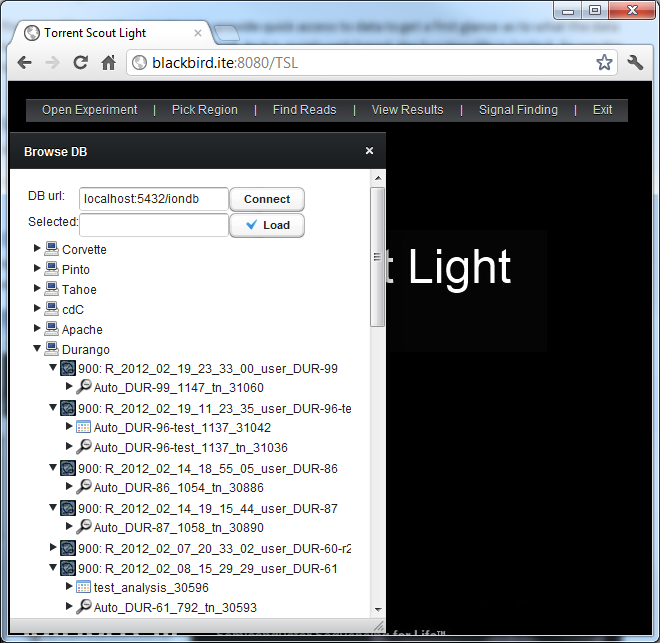 Torrent Scout Light
blackbird.ite:8080/TSL
Open Experiment | Pick Region | Find Reads | View Results | Signal Finding | Exit
Browse DB
DB url: localhost:5432/iondb Connect
Selected: Load
t Light
Corvette
Pinto
Tahoe
cdC
Apache
Durango
900: R_2012_02_19_23_33_00_user_DUR-99
Auto_DUR-99_1147_tn_31060
900: R_2012_02_19_11_23_35_user_DUR-96-te
Auto_DUR-96-test_1137_31042
Auto_DUR-96-test_1137_tn_31036
900: R_2012_02_14_18_55_05_user_DUR-86
Auto_DUR-86_1054_tn_30886
900: R_2012_02_14_19_15_44_user_DUR-87
Auto_DUR-87_1058_tn_30890
900: R_2012_02_07_20_33_02_user_DUR-60-r2
900: R_2012_02_08_15_29_29_user_DUR-61
test_analysis_30596
Auto_DUR-61_792_tn_30593